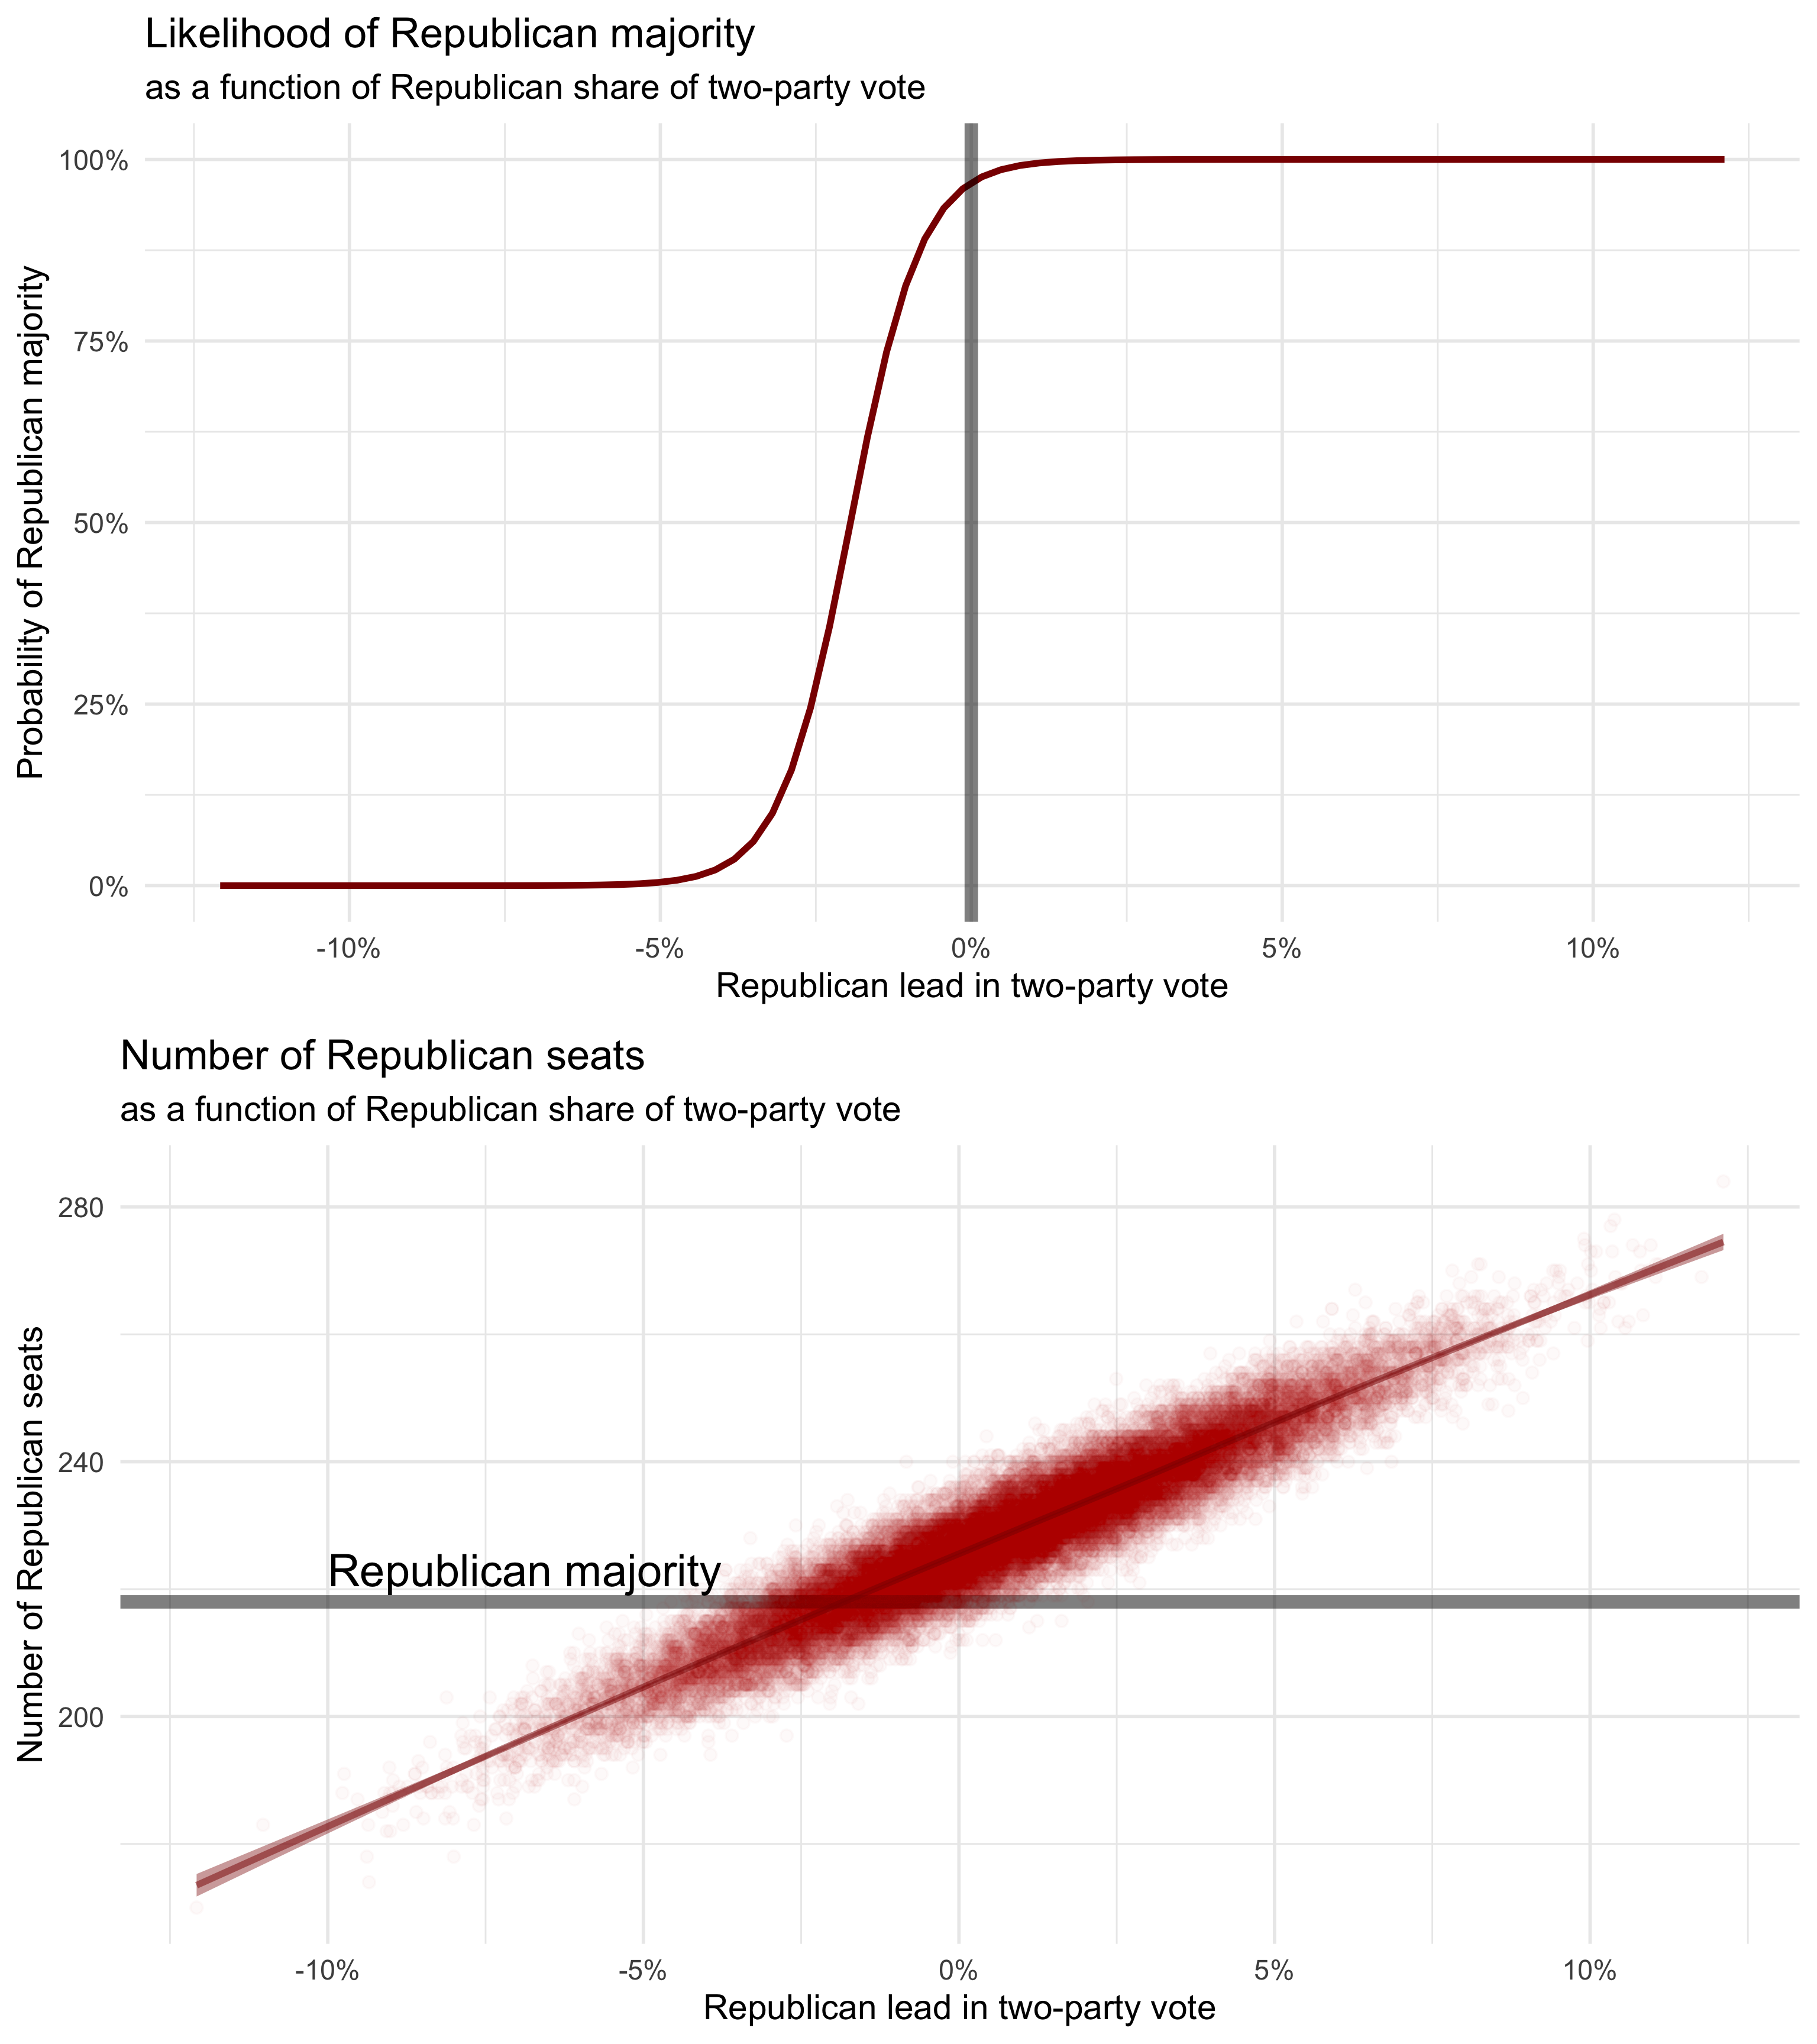 Likelihood of Republican majority
as a function of Republican share of two-party vote
Probability of Republican majority
100%
75%
50%
25%
0%
-10%
-5%
0%
5%
10%
Republican lead in two-party vote
Number of Republican seats
as a function of Republican share of two-party vote
Number of Republican seats
280
240
200
Republican majority
-10%
-5%
0%
5%
10%
Republican lead in two-party vote